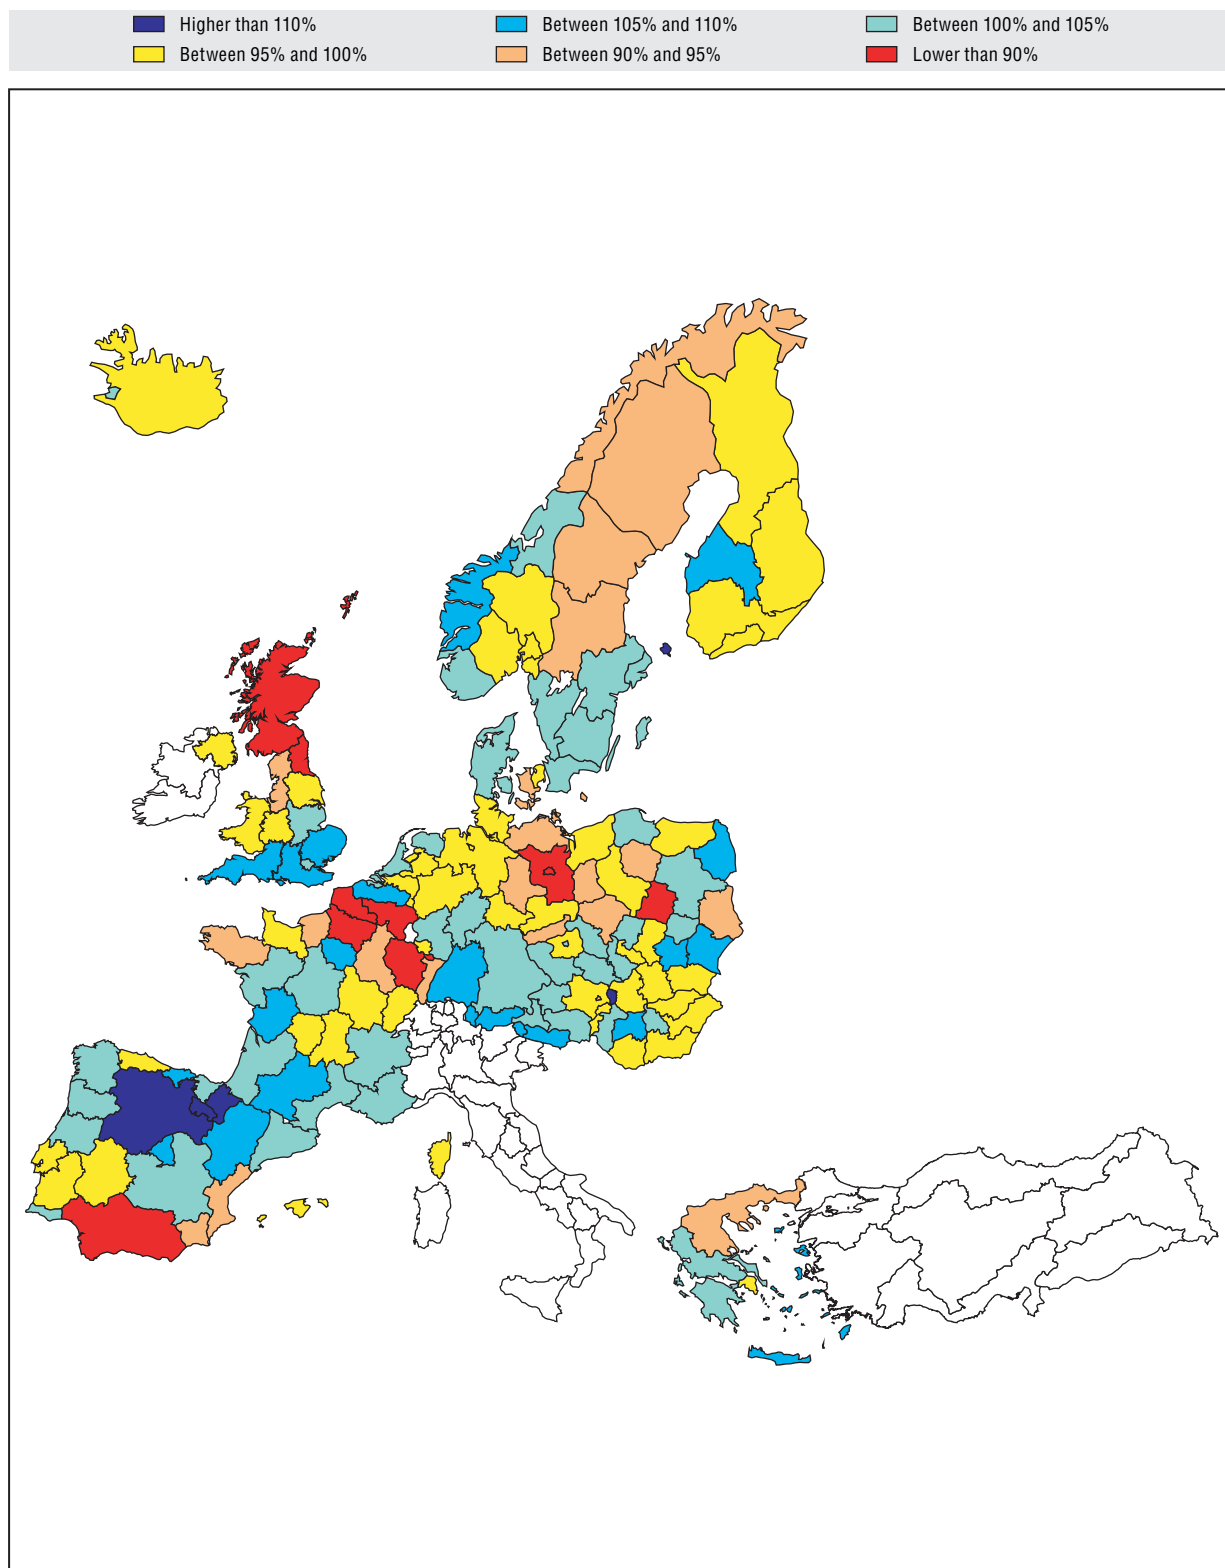 Higher than 110% Between 105% and 110% Between 100% and 105%
Between 95% and 100% Between 90% and 95% Lower than 90%